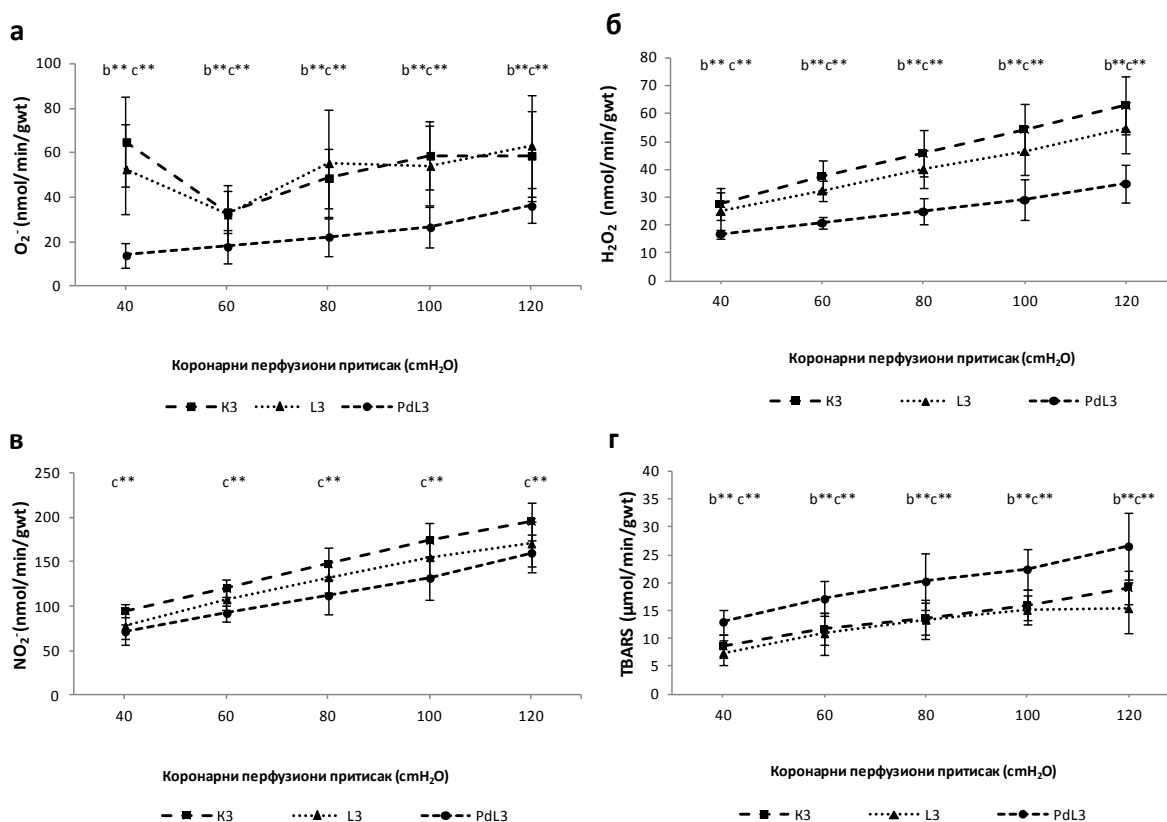 а
b** c** b**c** b**c** b**c** b**c**
100
80
60
40
20
0
O₂⁻ (nmol/min/gwt)
40 60 80 100 120
Коронарни перфузиони притисак (cmH₂O)
К3 L3 PdL3
б
b** c** b**c** b**c** b**c** b**c**
80
70
60
50
40
30
20
10
0
H₂O₂ (nmol/min/gwt)
40 60 80 100 120
Коронарни перфузиони притисак (cmH₂O)
К3 L3 PdL3
в
c** c** c** c** c**
250
200
150
100
50
0
NO₂⁻(nmol/min/gwt)
40 60 80 100 120
Коронарни перфузиони притисак (cmH₂O)
К3 L3 PdL3
г
b** c** b**c** b**c** b**c** b**c**
40
35
30
25
20
15
10
5
0
TBARS (μmol/min/gwt)
40 60 80 100 120
Коронарни перфузиони притисак (cmH₂O)
К3 L3 PdL3